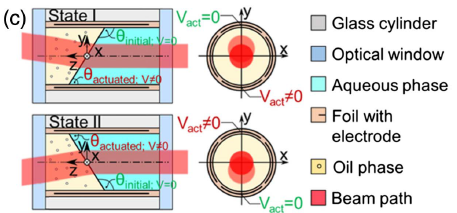 (c)
State I
y
x
z
θinitial; V=0
θactuated; V≠0
Vact=0
y
x
Vact≠0
State II
θactuated; V≠0
y
x
z
θinitial; V=0
Vact≠0
y
x
Vact=0
Glass cylinder
Optical window
Aqueous phase
Foil with
electrode
Oil phase
Beam path